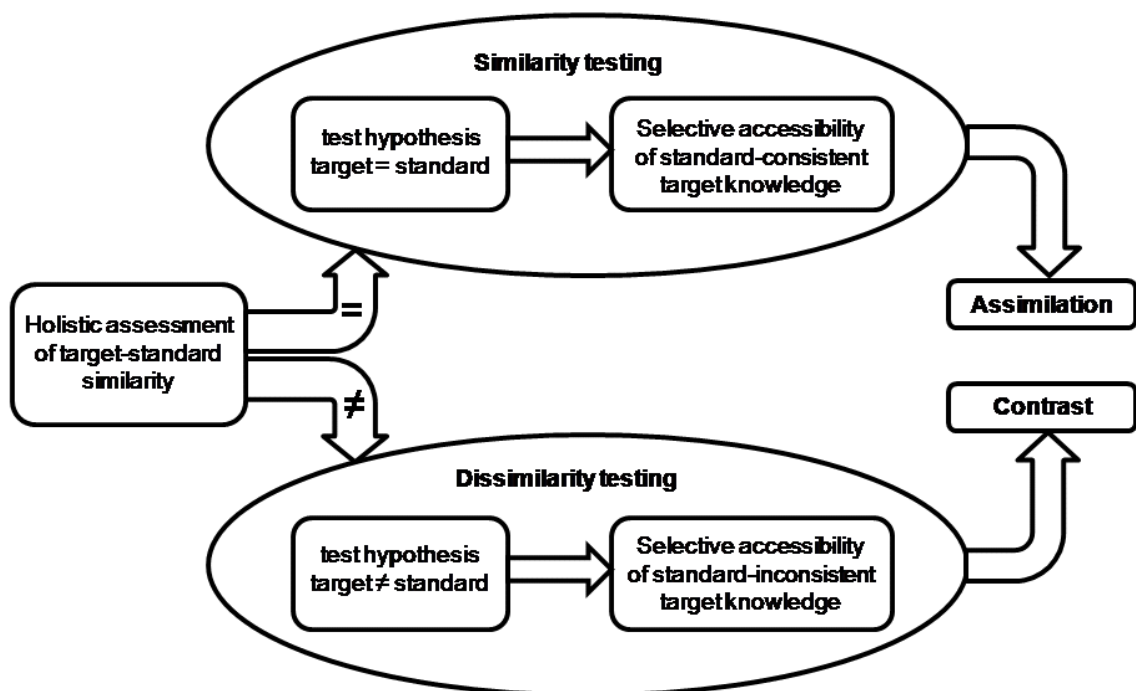 Similarity testing
test hypothesis
target = standard
Selective accessibility
of standard-consistent
target knowledge
Holistic assessment
of target-standard
similarity
=
≠
Assimilation
Contrast
Dissimilarity testing
test hypothesis
target ≠ standard
Selective accessibility
of standard-inconsistent
target knowledge